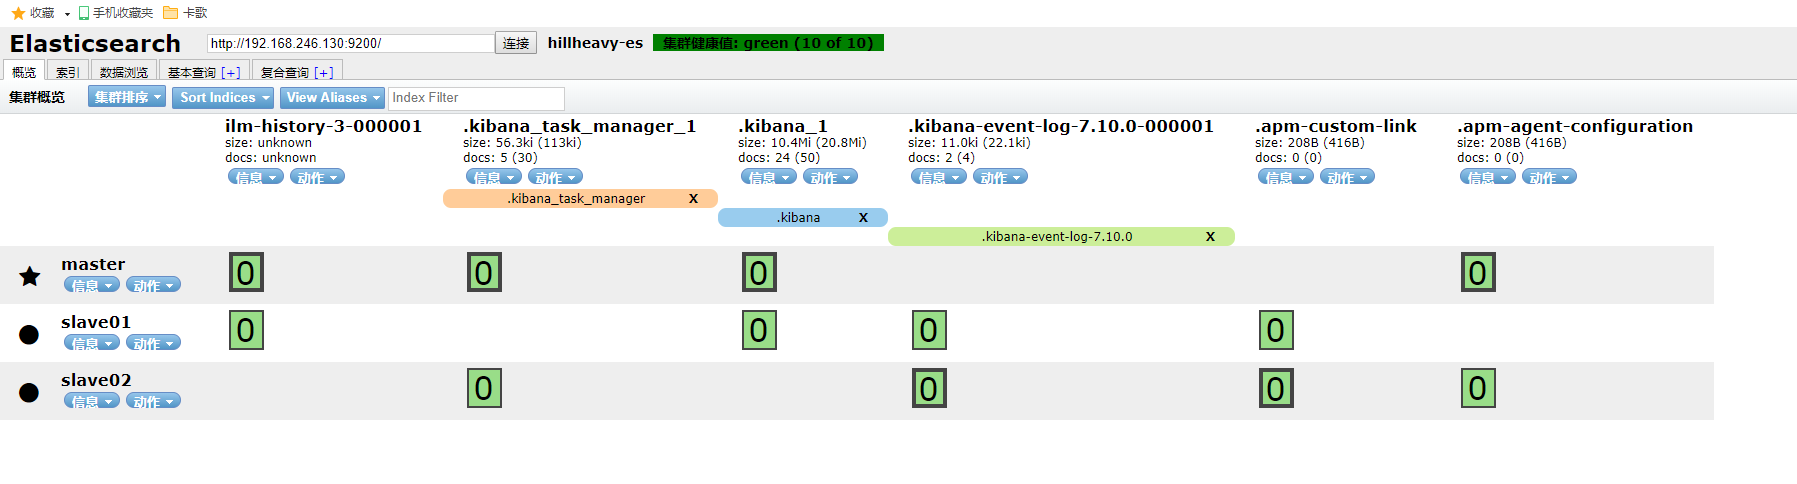 收藏 手机收藏夹 卡歌
Elasticsearch http://192.168.246.130:9200/ 连接 hillheavy-es 集群健康值: green (10 of 10)
概览 索引 数据浏览 基本查询 [+] 复合查询 [+]
集群概览 集群排序 Sort Indices View Aliases Index Filter
ilm-history-3-000001 .kibana_task_manager_1 .kibana_1 .kibana-event-log-7.10.0-000001 .apm-custom-link .apm-agent-configuration
size: unknown size: 56.3ki (113ki) size: 10.4Mi (20.8Mi) size: 11.0ki (22.1ki) size: 208B (416B) size: 208B (416B)
docs: unknown docs: 5 (30) docs: 24 (50) docs: 2 (4) docs: 0 (0) docs: 0 (0)
信息 动作 信息 动作 信息 动作 信息 动作 信息 动作 信息 动作
.kibana_task_manager X
.kibana X
.kibana-event-log-7.10.0 X
master 0 0 0 0
信息 动作
slave01 0 0 0 0
信息 动作
slave02 0 0 0 0
信息 动作